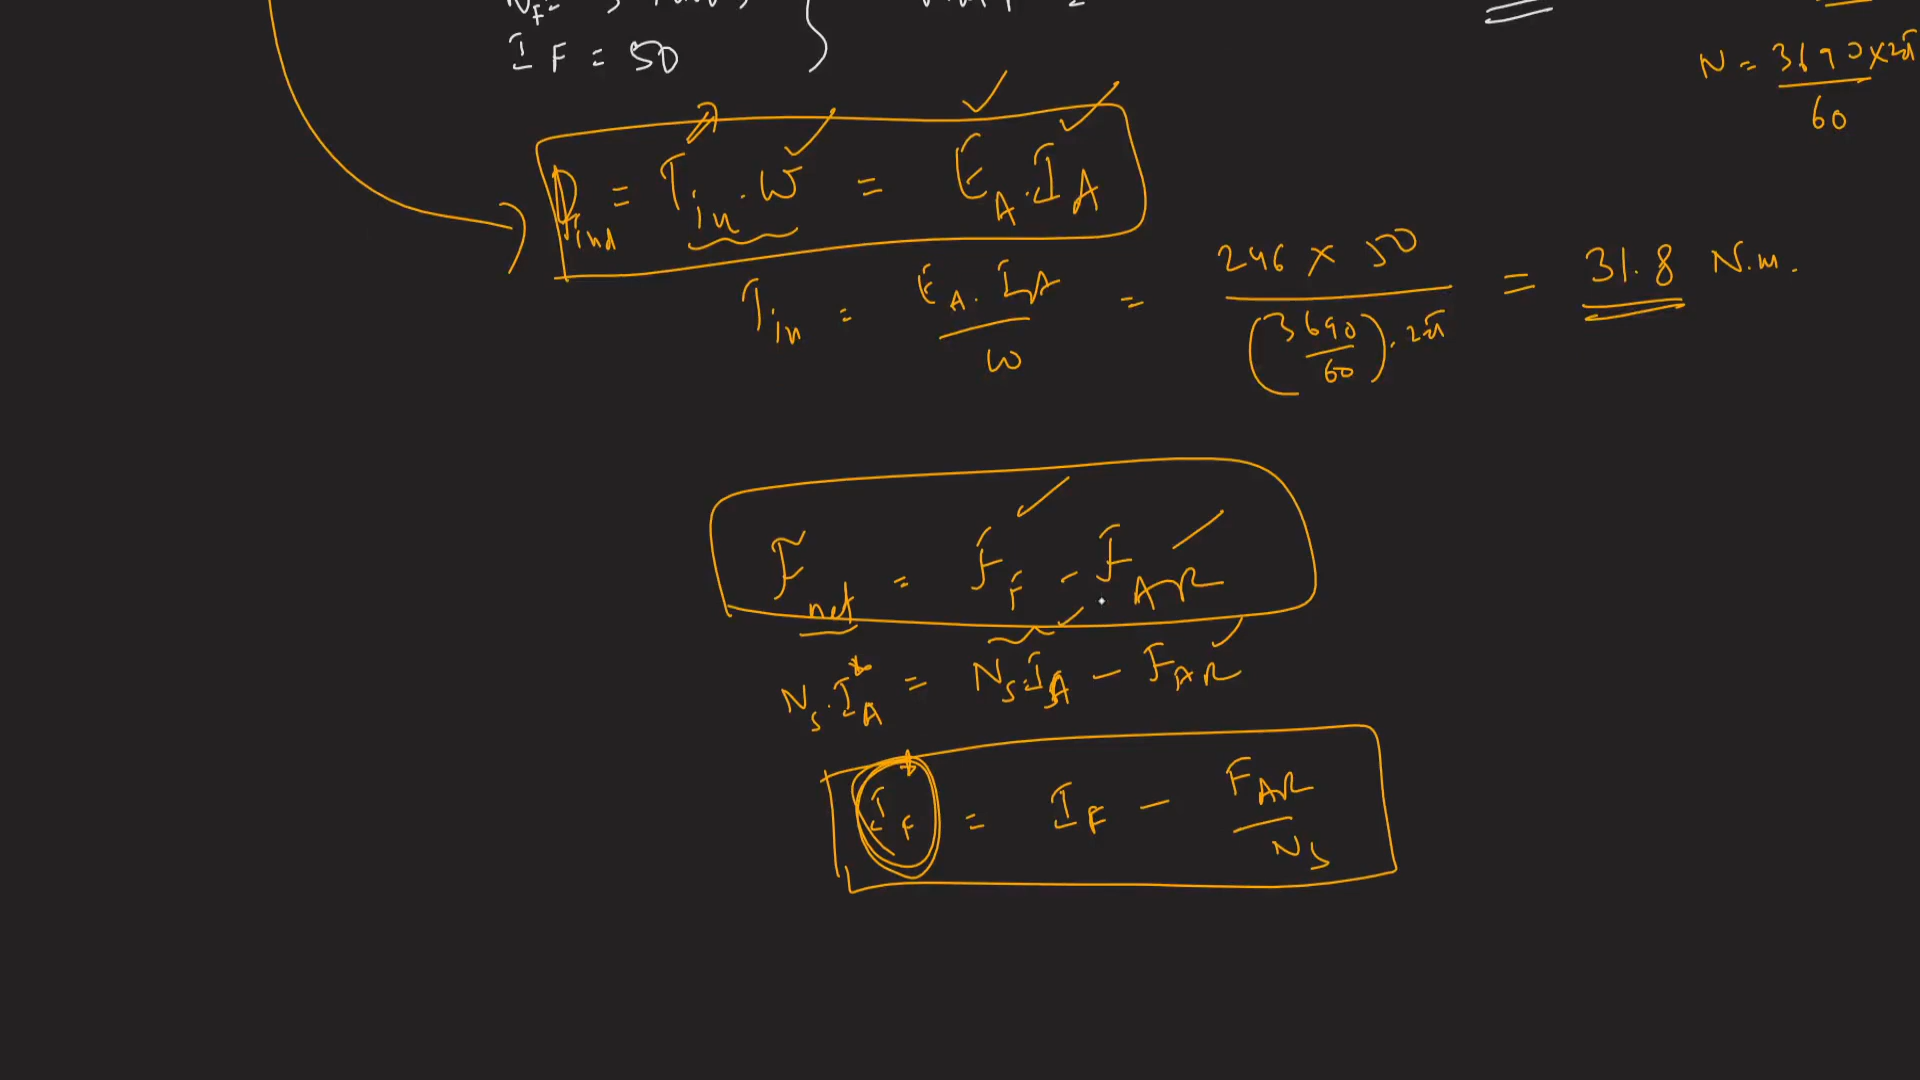 I_F = 50
N = 3690 × 2π / 60
P_ind = T_in . ω = E_A . I_A
T_in = E_A . I_A / ω = 246 × 50 / (3690/60) . 2π = 31.8 N.m.
F_net = F_F - F_AR
N_s . I_A* = N_s . I_A - F_AR
I_F* = I_F - F_AR / N_s